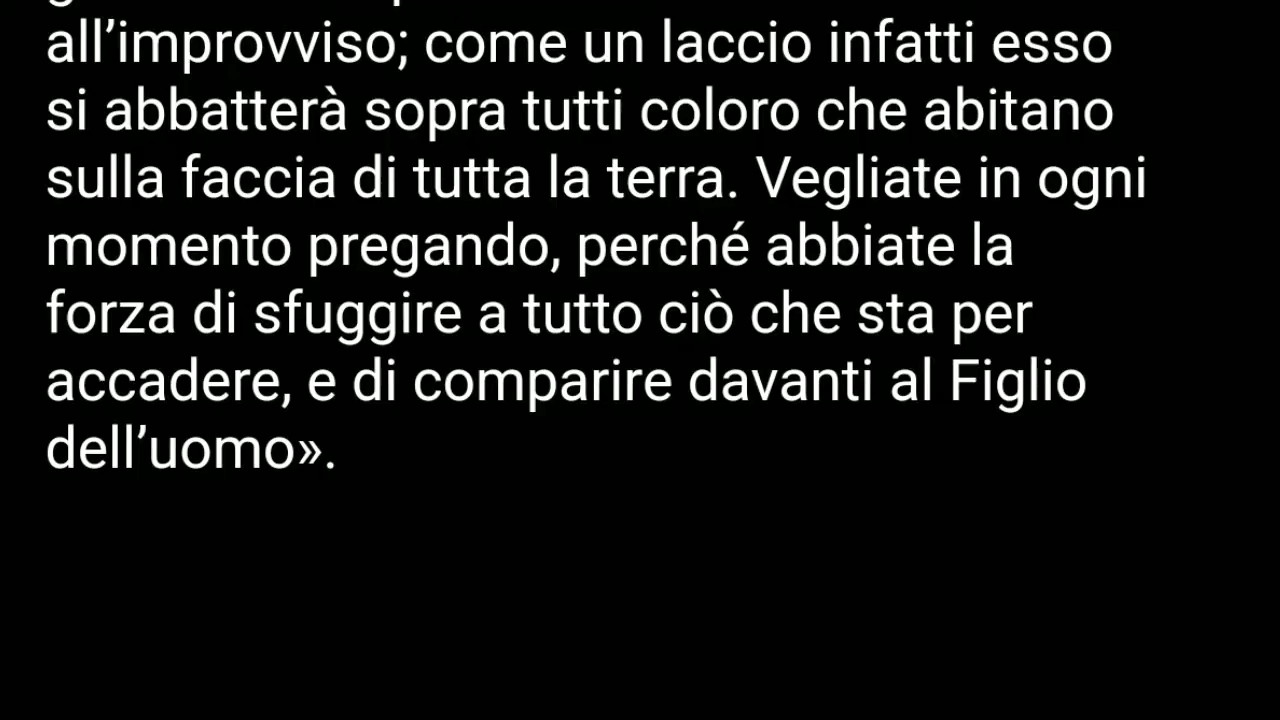 all’improvviso; come un laccio infatti esso
si abbatterà sopra tutti coloro che abitano
sulla faccia di tutta la terra. Vegliate in ogni
momento pregando, perché abbiate la
forza di sfuggire a tutto ciò che sta per
accadere, e di comparire davanti al Figlio
dell’uomo».